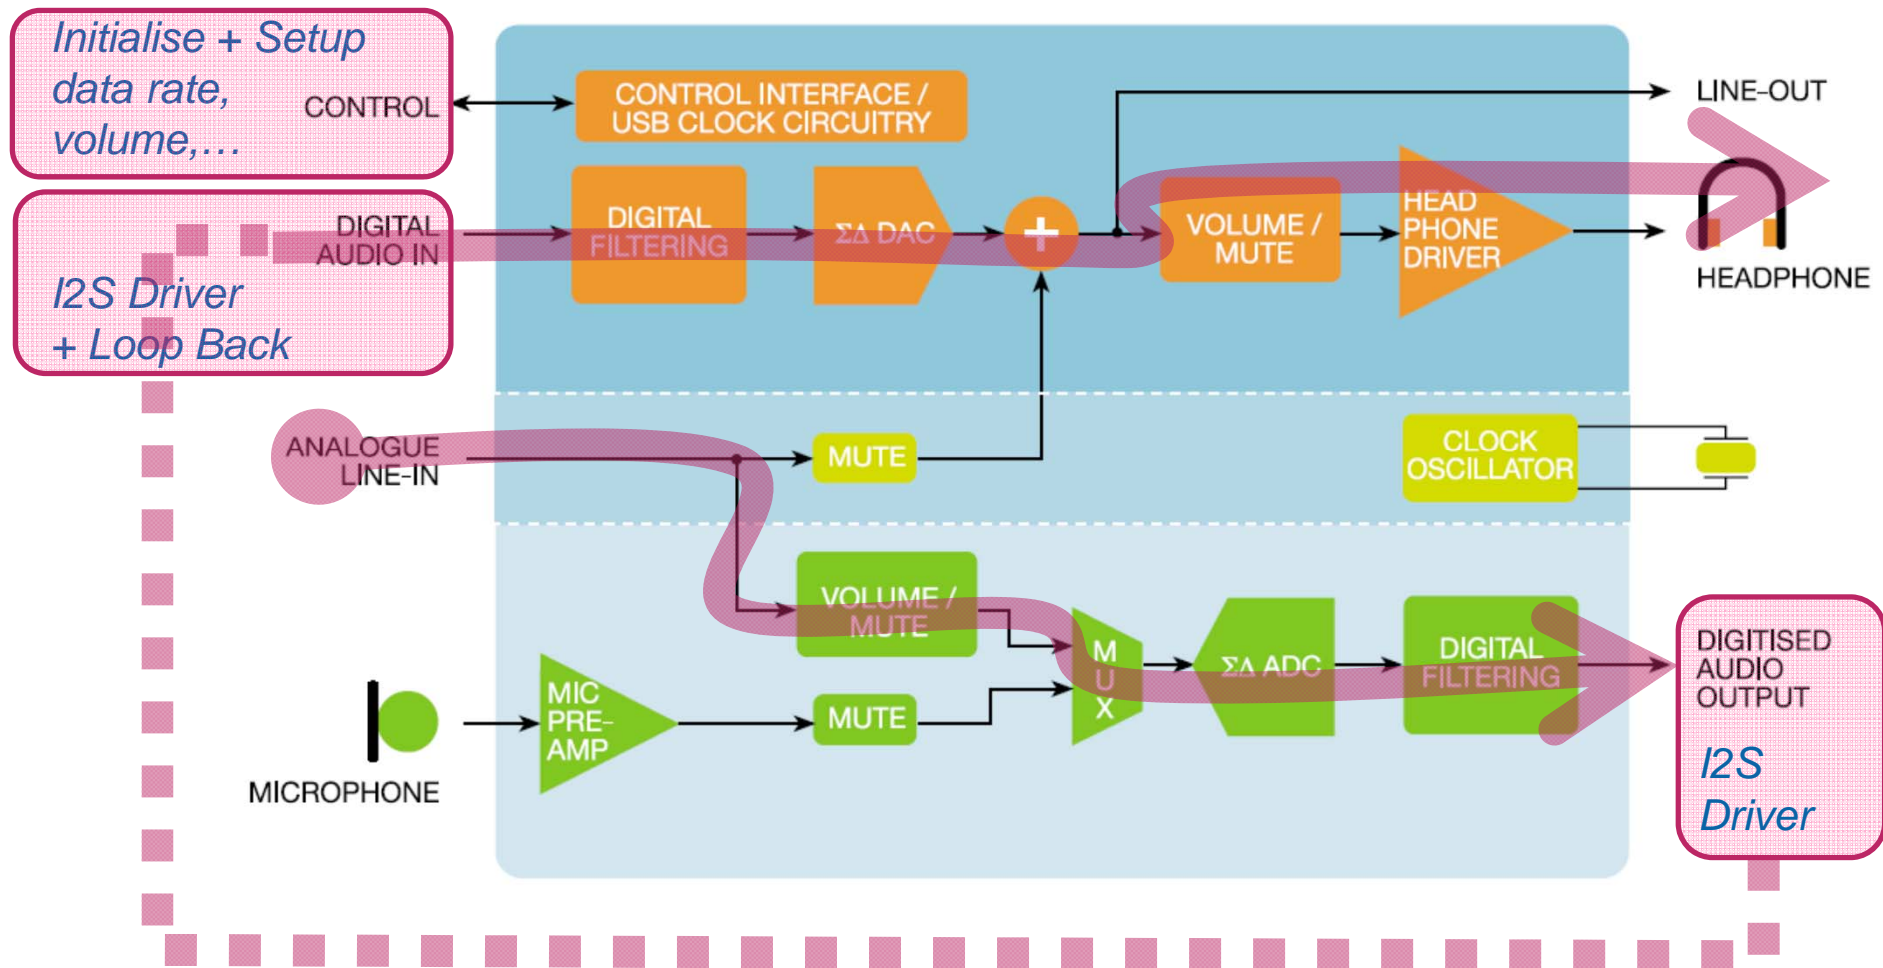 Initialise + Setup
data rate,
volume,...
CONTROL
CONTROL INTERFACE /
USB CLOCK CIRCUITRY
LINE-OUT
DIGITAL
AUDIO IN
I2S Driver
+ Loop Back
DIGITAL
FILTERING
ΣΔ DAC
+
VOLUME /
MUTE
HEAD
PHONE
DRIVER
HEADPHONE
ANALOGUE
LINE-IN
MUTE
CLOCK
OSCILLATOR
VOLUME /
MUTE
MICROPHONE
MIC
PRE-
AMP
MUTE
M
U
X
ΣΔ ADC
DIGITAL
FILTERING
DIGITISED
AUDIO
OUTPUT
I2S
Driver